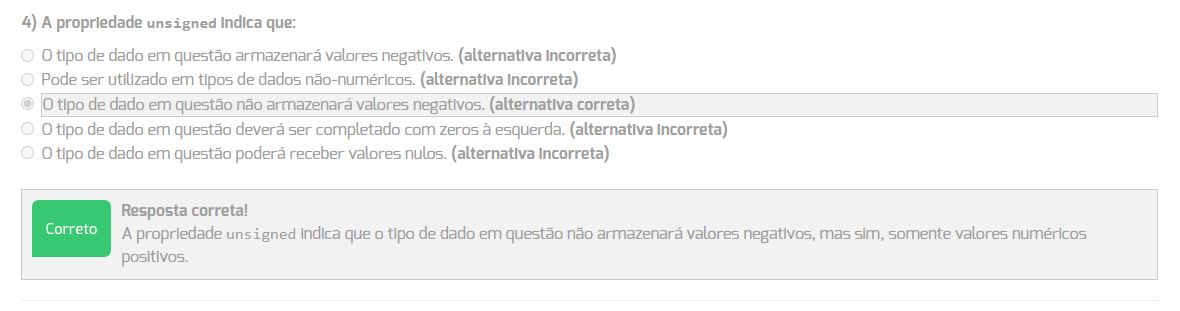 4) A propriedade unsigned indica que:
O tipo de dado em questão armazenará valores negativos. (alternativa incorreta)
Pode ser utilizado em tipos de dados não-numéricos. (alternativa incorreta)
O tipo de dado em questão não armazenará valores negativos. (alternativa correta)
O tipo de dado em questão deverá ser completado com zeros à esquerda. (alternativa incorreta)
O tipo de dado em questão poderá receber valores nulos. (alternativa incorreta)
Correto
Resposta correta!
A propriedade unsigned indica que o tipo de dado em questão não armazenará valores negativos, mas sim, somente valores numéricos
positivos.